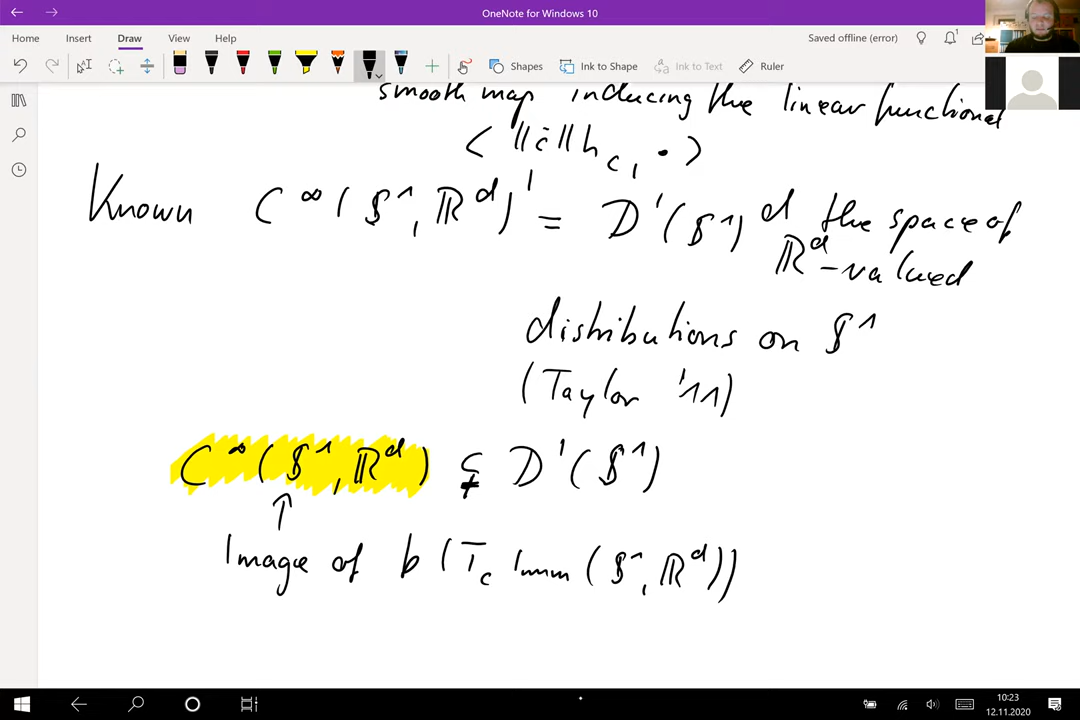 OneNote for Windows 10
Home Insert Draw View Help Saved offline (error)
Shapes Ink to Shape Ink to Text Ruler
smooth map inducing the linear functional
⟨ ‖ċ‖ h_c, • ⟩
Known C^∞(𝕊^1, ℝ^d)' = D'(𝕊^1)^d the space of
ℝ^d-valued
distributions on 𝕊^1
(Taylor '11)
C^∞(𝕊^1, ℝ^d) ⊊ D'(𝕊^1)
↑
Image of b(T_c Imm(𝕊^1, ℝ^d))
10:23
12.11.2020